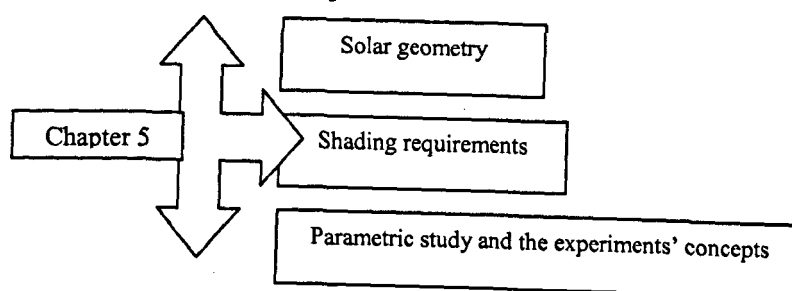 Solar geometry
Chapter 5
Shading requirements
Parametric study and the experiments' concepts